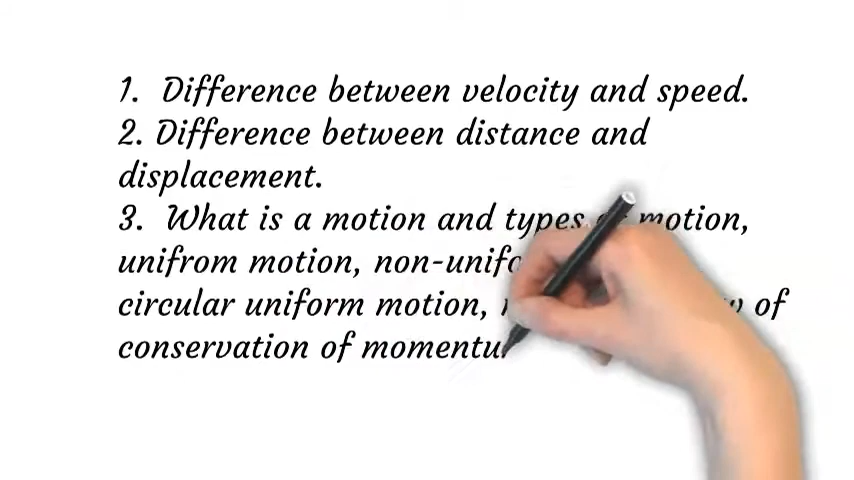 1. Difference between velocity and speed.
2. Difference between distance and
displacement.
3. What is a motion and types motion,
unifrom motion,
circular uniform motion, of
conservation of